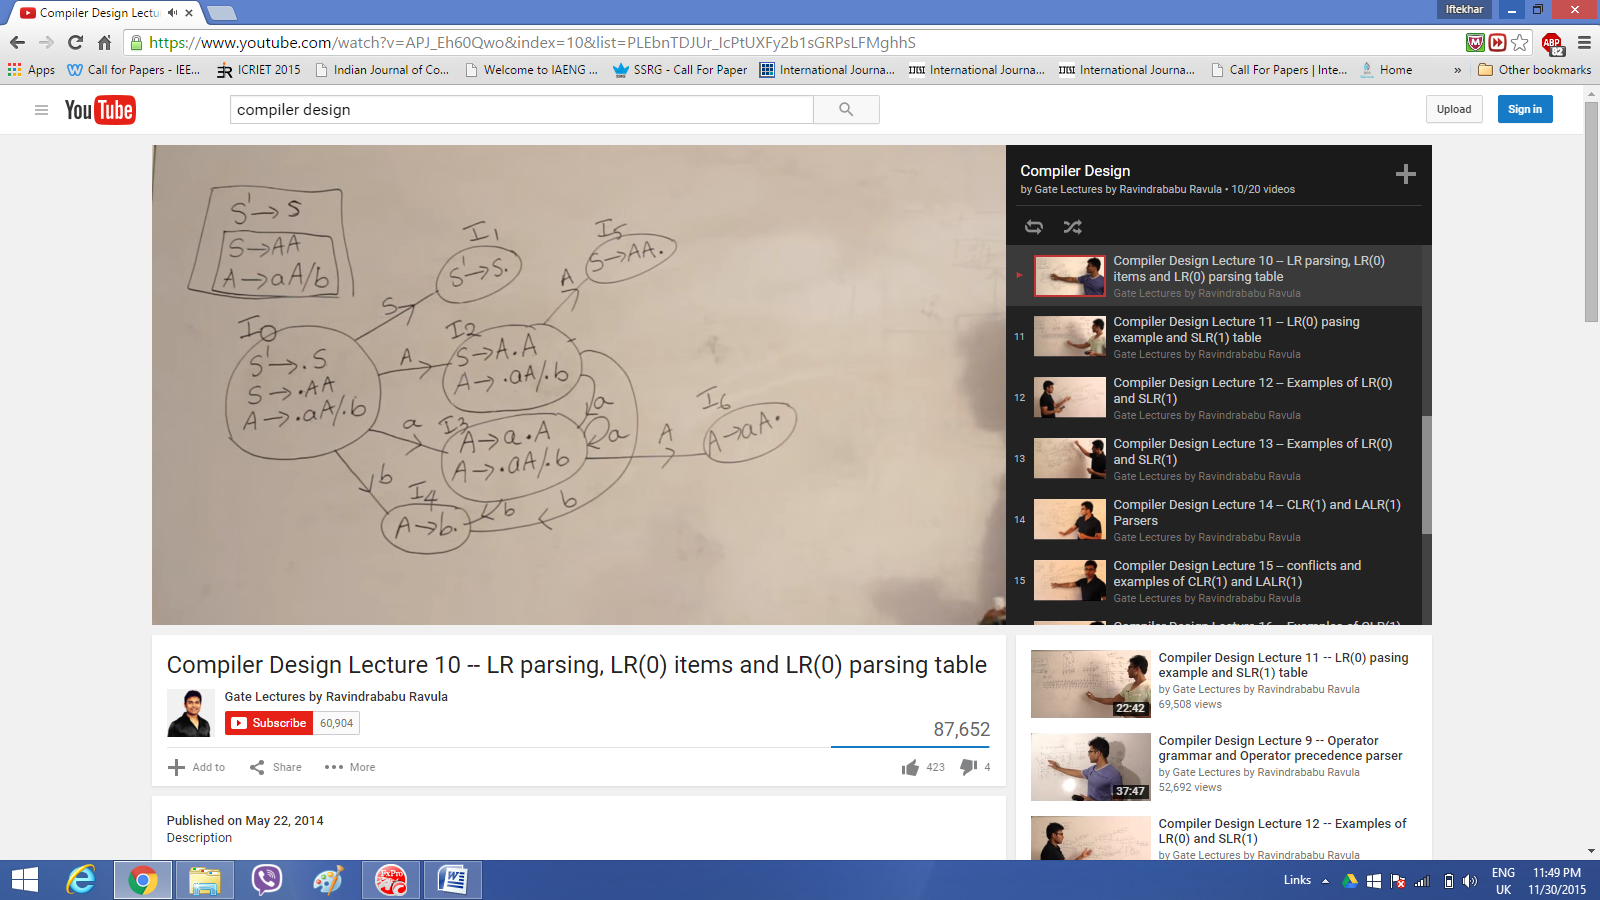 Compiler Design Lectu
Iftekhar
https://www.youtube.com/watch?v=APJ_Eh60Qwo&index=10&list=PLEbnTDJUr_IcPtUXFy2b1sGRPsLFMghhS
ABP
82
Apps
Call for Papers - IEE...
ICRIET 2015
Indian Journal of Co...
Welcome to IAENG ...
SSRG - Call For Paper
International Journa...
International Journa...
International Journa...
Call For Papers | Inte...
Home
»
Other bookmarks
YouTube
compiler design
Upload
Sign in
S'→S
S→AA
A→aA/b
I0
S'→.S
S→.AA
A→.aA/.b
S
I1
S'→S.
A
I2
S→A.A
A→.aA/.b
A
I5
S→AA.
a
I3
A→a.A
A→.aA/.b
a
a
A
I6
A→aA.
b
I4
A→b.
b
b
Compiler Design
by Gate Lectures by Ravindrababu Ravula • 10/20 videos
Compiler Design Lecture 10 -- LR parsing, LR(0)
items and LR(0) parsing table
Gate Lectures by Ravindrababu Ravula
11
Compiler Design Lecture 11 -- LR(0) pasing
example and SLR(1) table
Gate Lectures by Ravindrababu Ravula
12
Compiler Design Lecture 12 -- Examples of LR(0)
and SLR(1)
Gate Lectures by Ravindrababu Ravula
13
Compiler Design Lecture 13 -- Examples of LR(0)
and SLR(1)
Gate Lectures by Ravindrababu Ravula
14
Compiler Design Lecture 14 -- CLR(1) and LALR(1)
Parsers
Gate Lectures by Ravindrababu Ravula
15
Compiler Design Lecture 15 -- conflicts and
examples of CLR(1) and LALR(1)
Gate Lectures by Ravindrababu Ravula
Compiler Design Lecture 16 -- Examples of CLR(1)
Compiler Design Lecture 10 -- LR parsing, LR(0) items and LR(0) parsing table
Gate Lectures by Ravindrababu Ravula
Subscribe 60,904
87,652
Add to
Share
More
423
4
Published on May 22, 2014
Description
Compiler Design Lecture 11 -- LR(0) pasing
example and SLR(1) table
by Gate Lectures by Ravindrababu Ravula
69,508 views
22:42
Compiler Design Lecture 9 -- Operator
grammar and Operator precedence parser
by Gate Lectures by Ravindrababu Ravula
52,692 views
37:47
Compiler Design Lecture 12 -- Examples of
LR(0) and SLR(1)
by Gate Lectures by Ravindrababu Ravula
Links
ENG
UK
11:49 PM
11/30/2015